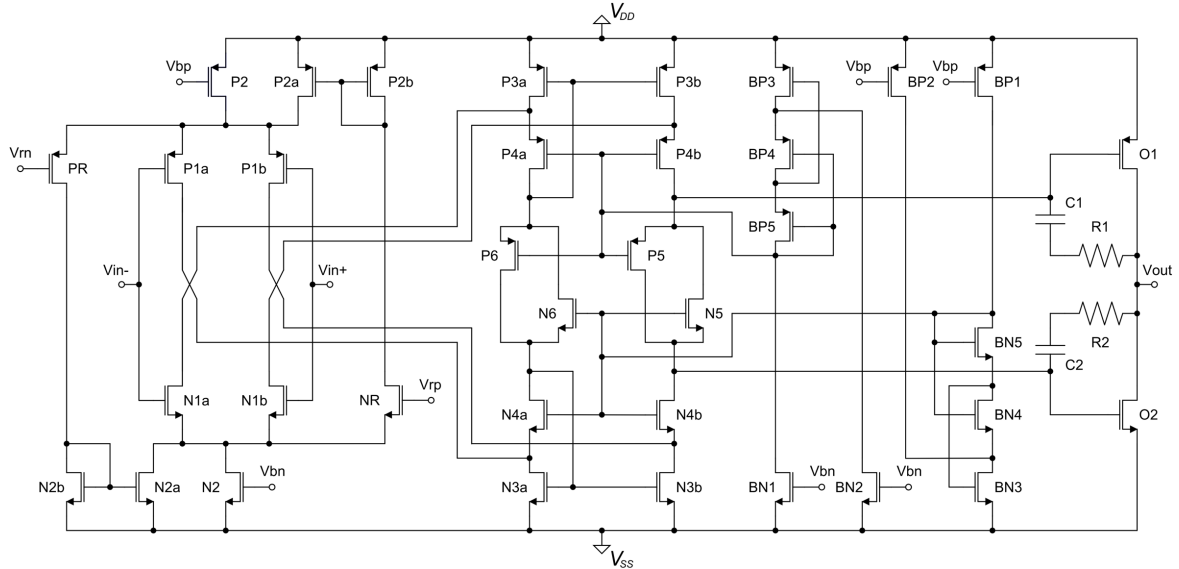 VDD
Vbp P2 P2a P2b P3a P3b BP3 Vbp BP2 Vbp BP1
Vrn PR P1a P1b P4a P4b BP4 O1
C1 R1
P6 P5 BP5
Vin- Vin+ Vout
N6 N5 BN5 R2
C2
N1a N1b NR Vrp N4a N4b BN4 O2
N2b N2a N2 Vbn N3a N3b BN1 Vbn BN2 Vbn BN3
VSS